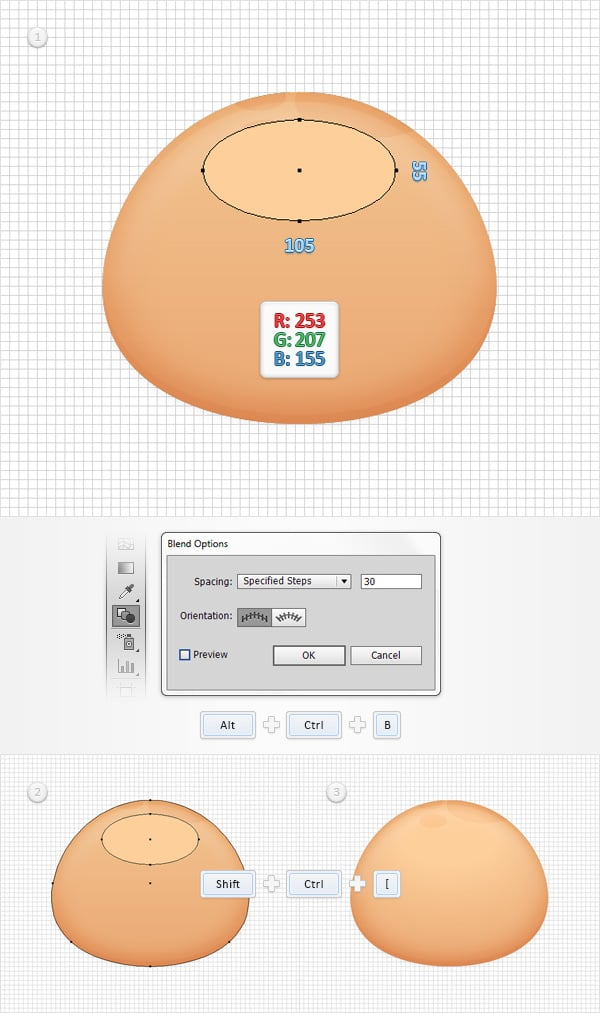 1
55
105
R: 253
G: 207
B: 155
Blend Options
Spacing: Specified Steps 30
Orientation:
Preview OK Cancel
Alt Ctrl B
2 3
Shift Ctrl [